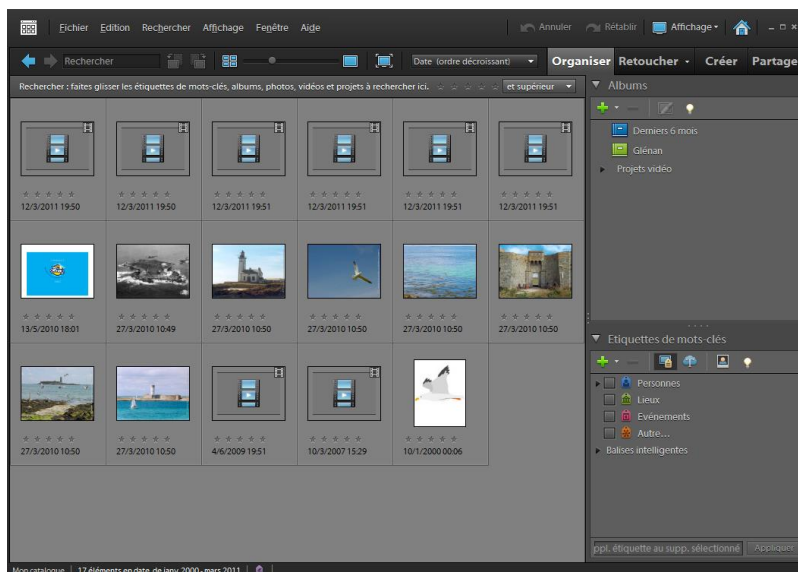 Fichier Edition Rechercher Affichage Fenêtre Aide Annuler Rétablir Affichage
Rechercher Date (ordre décroissant) Organiser Retoucher Créer Partage
Rechercher : faites glisser les étiquettes de mots-clés, albums, photos, vidéos et projets à rechercher ici. et supérieur
Albums
Derniers 6 mois
Glénan
Projets vidéo
12/3/2011 19:50 12/3/2011 19:50 12/3/2011 19:51 12/3/2011 19:51 12/3/2011 19:51 12/3/2011 19:51
13/5/2010 18:01 27/3/2010 10:49 27/3/2010 10:50 27/3/2010 10:50 27/3/2010 10:50 27/3/2010 10:50
27/3/2010 10:50 27/3/2010 10:50 4/6/2009 19:51 10/3/2007 15:29 10/1/2000 00:06
Etiquettes de mots-clés
Personnes
Lieux
Evénements
Autre...
Balises intelligentes
ppl. étiquette au supp. sélectionné Appliquer
Mon catalogue 17 éléments en date de janv. 2000 - mars 2011